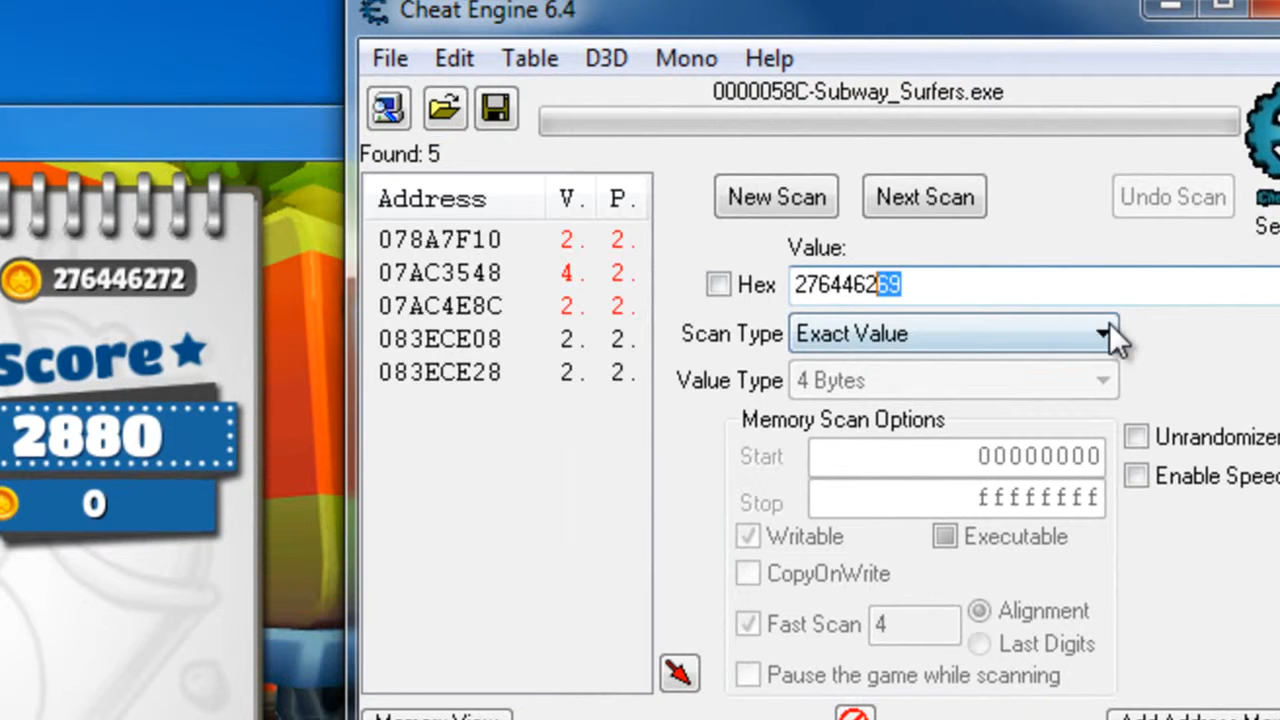 Cheat Engine 6.4
File Edit Table D3D Mono Help
0000058C-Subway_Surfers.exe
Found: 5
Address V. P.
078A7F10 2. 2.
07AC3548 4. 2.
07AC4E8C 2. 2.
083ECE08 2. 2.
083ECE28 2. 2.
New Scan Next Scan Undo Scan
Value:
Hex 276446269
Scan Type Exact Value
Value Type 4 Bytes
Memory Scan Options
Start 00000000
Stop ffffffff
Writable Executable
CopyOnWrite
Fast Scan 4 Alignment
Last Digits
Pause the game while scanning
Unrandomizer
Enable Speed
276446272
Score
2880
0